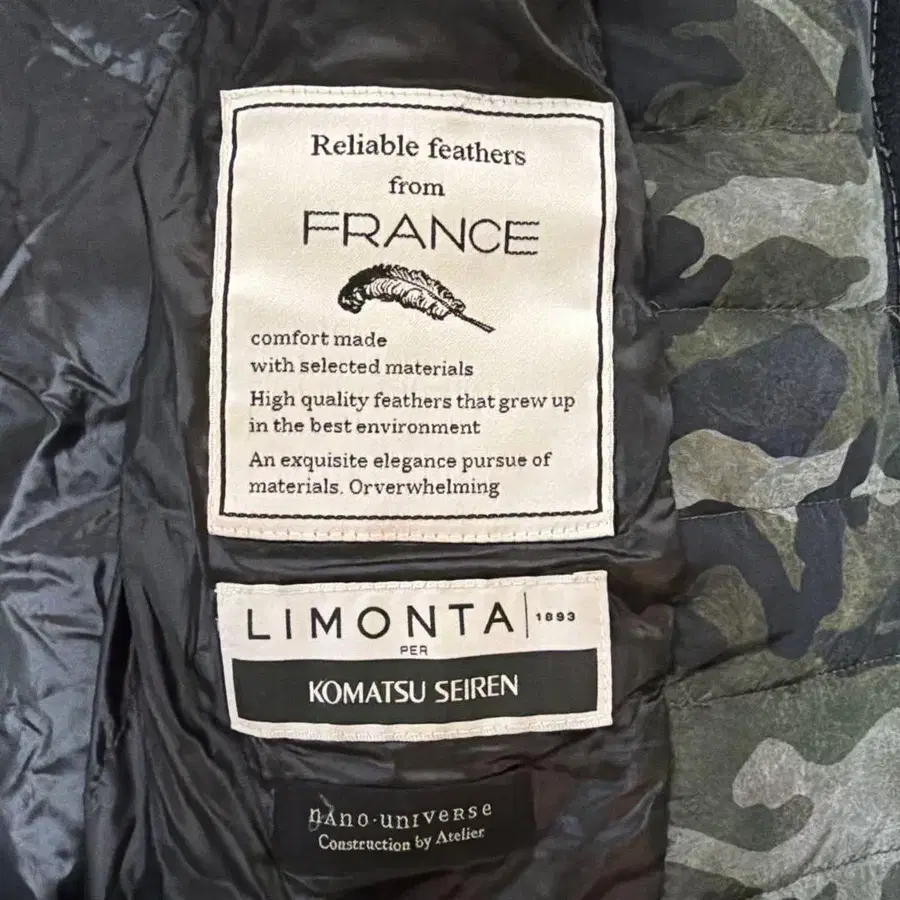 Reliable feathers
from
FRANCE
comfort made
with selected materials
High quality feathers that grew up
in the best environment
An exquisite elegance pursue of
materials. Orverwhelming
LIMONTA 1893
PER
KOMATSU SEIREN
nano·universe
Construction by Atelier